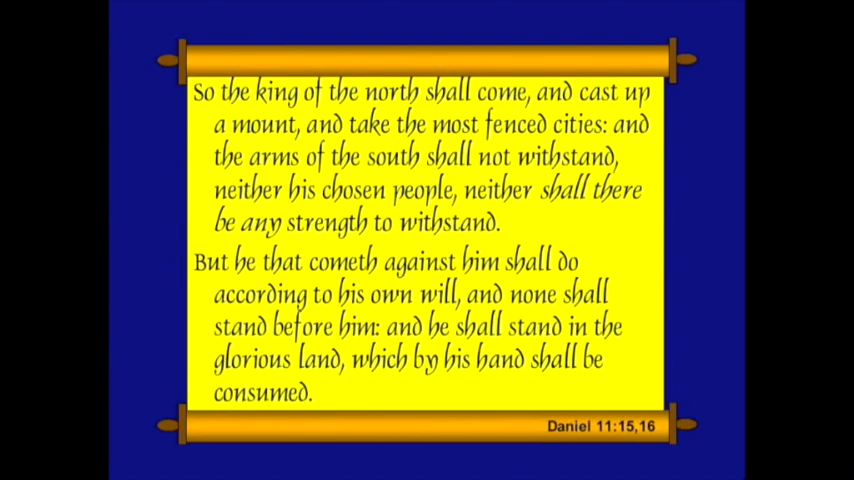 So the king of the north shall come, and cast up
a mount, and take the most fenced cities: and
the arms of the south shall not withstand,
neither his chosen people, neither shall there
be any strength to withstand.
But he that cometh against him shall do
according to his own will, and none shall
stand before him: and he shall stand in the
glorious land, which by his hand shall be
consumed.
Daniel 11:15,16